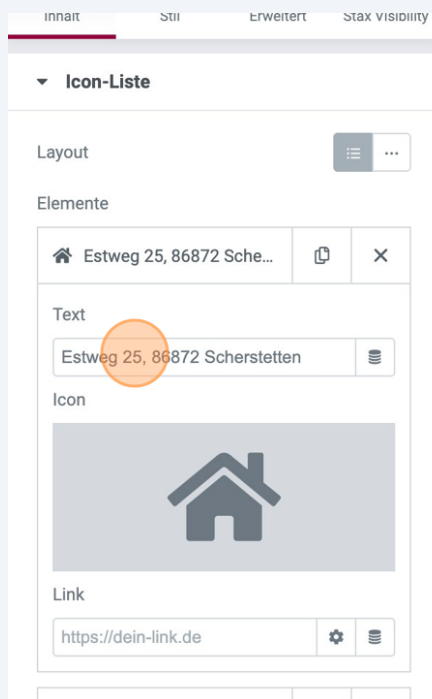 Inhalt Stil Erweitert Stax Visibility
Icon-Liste
Layout
Elemente
Estweg 25, 86872 Sche...
Text
Estweg 25, 86872 Scherstetten
Icon
Link
https://dein-link.de